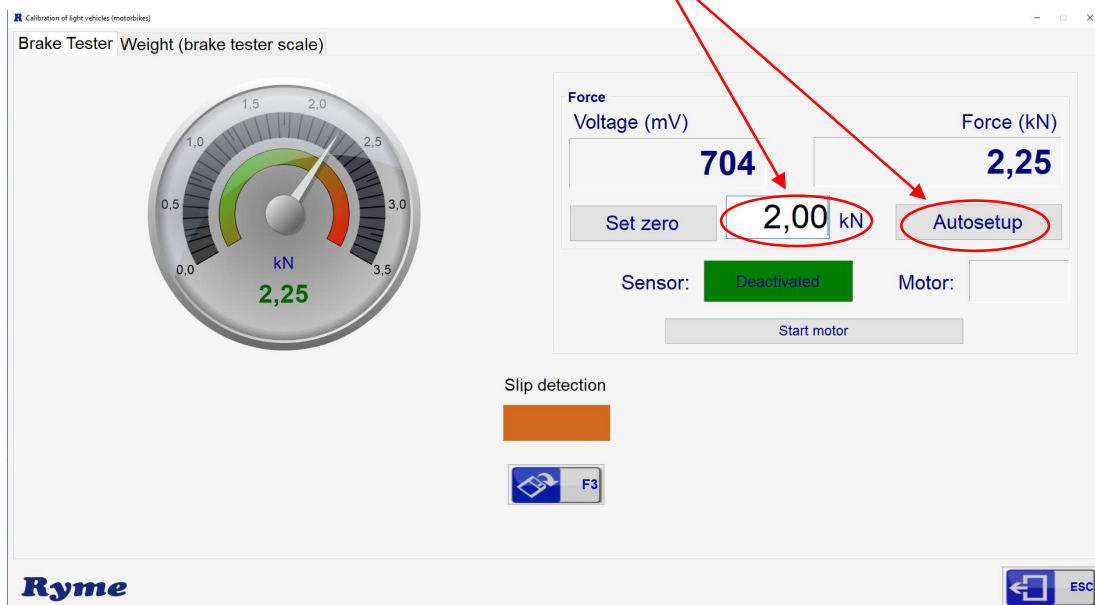 R Calibration of light vehicles (motorbikes)
Brake Tester Weight (brake tester scale)
0,0
0,5
1,0
1,5
2,0
2,5
3,0
3,5
kN
2,25
Force
Voltage (mV) Force (kN)
704 2,25
Set zero 2,00 kN Autosetup
Sensor: Deactivated Motor:
Start motor
Slip detection
F3
Ryme
ESC